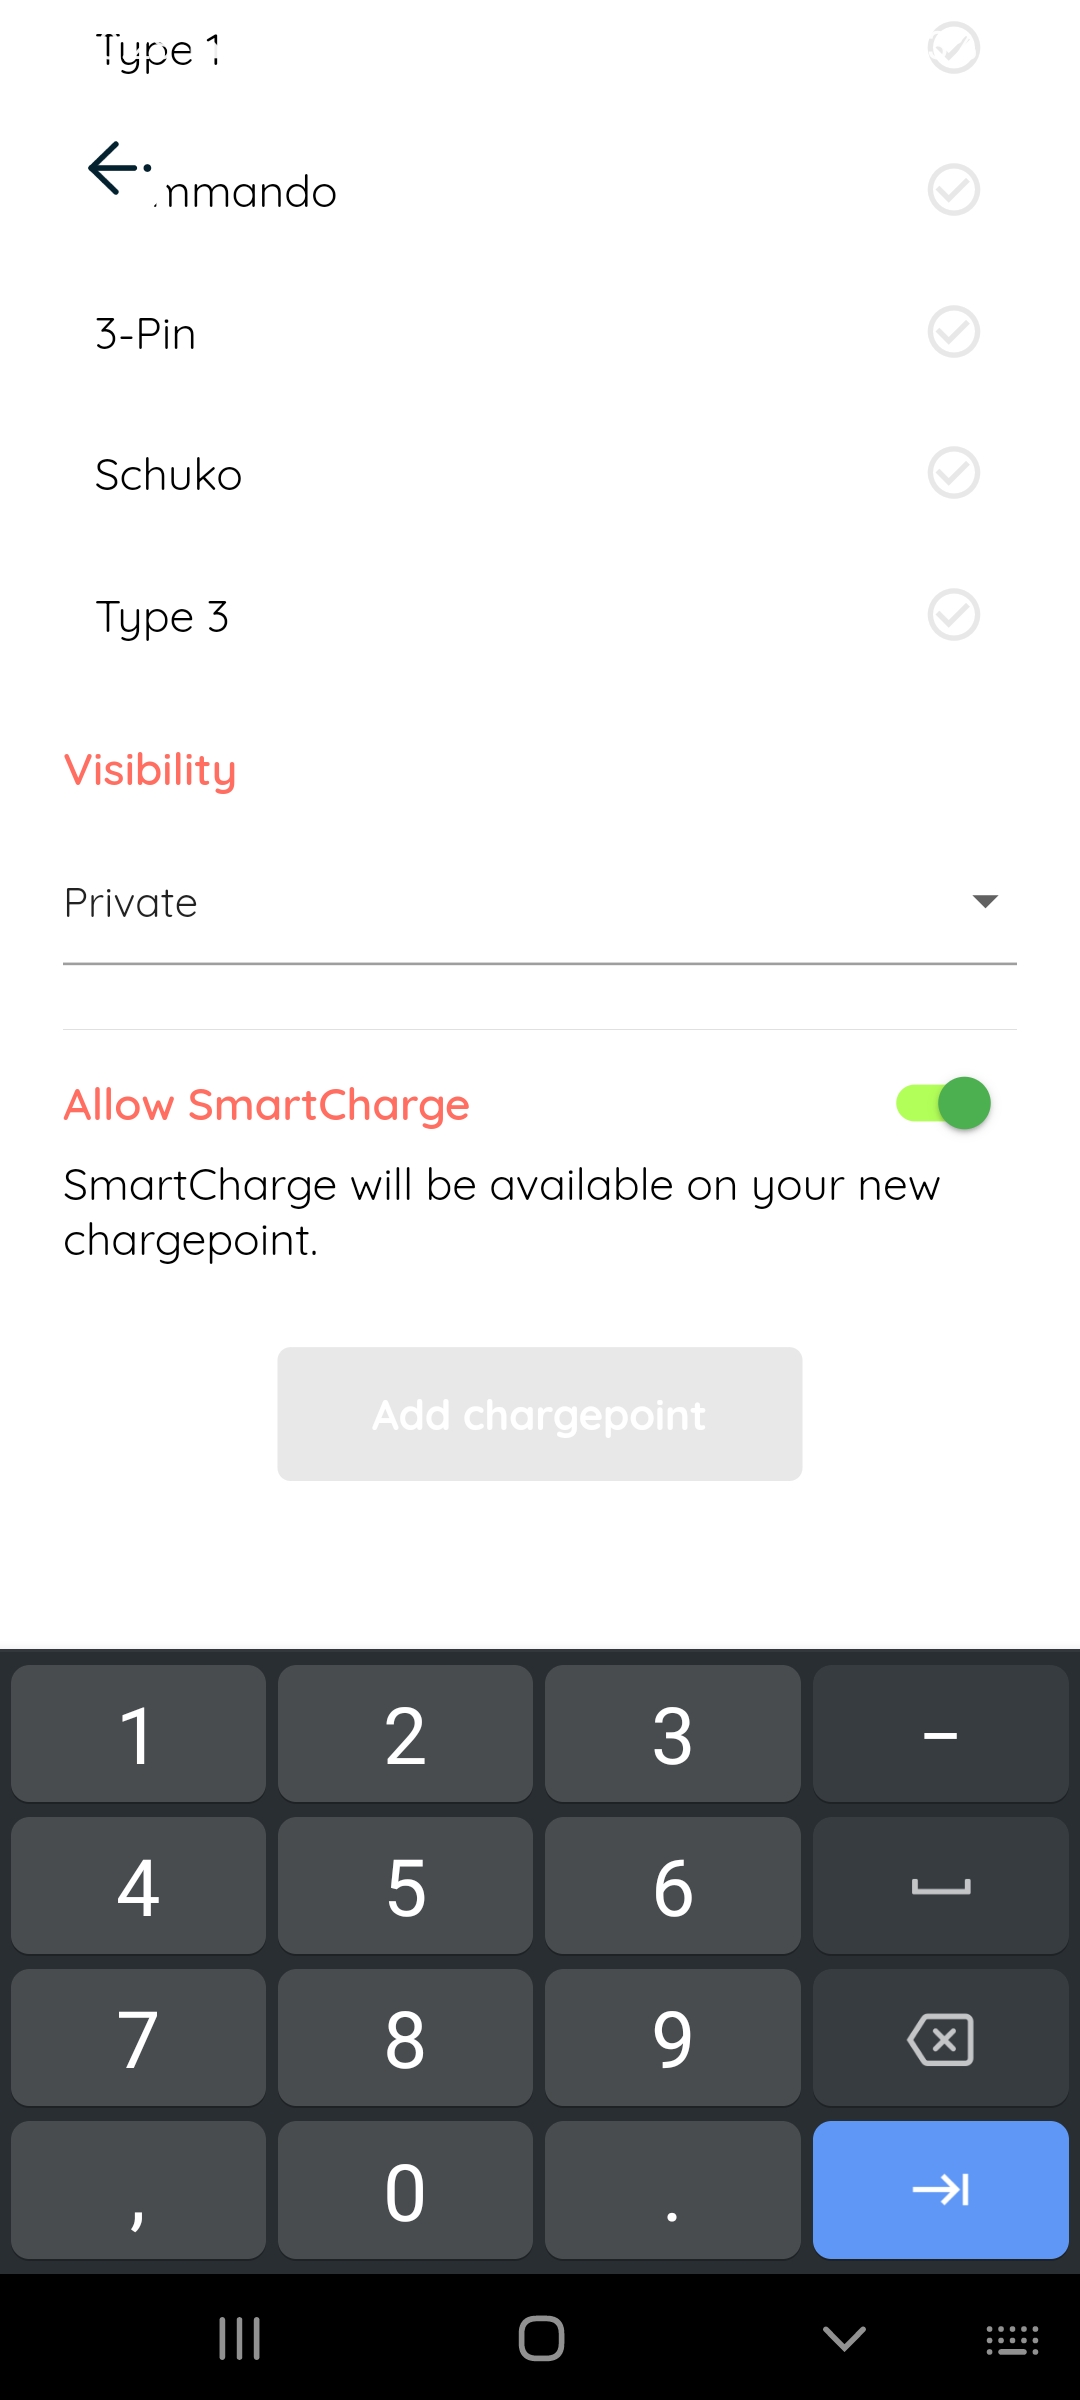 Type 1
nmando
3-Pin
Schuko
Type 3
Visibility
Private
Allow SmartCharge
SmartCharge will be available on your new
chargepoint.
Add chargepoint
1 2 3 -
4 5 6
7 8 9
, 0 .